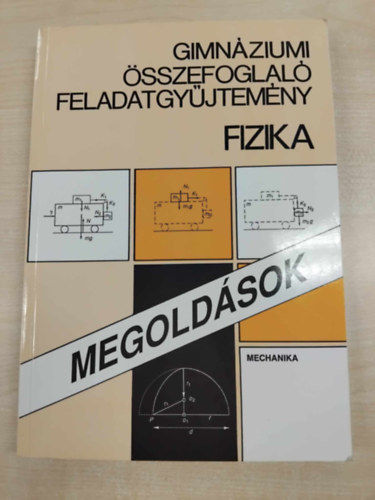 GIMNÁZIUMI
ÖSSZEFOGLALÓ
FELADATGYŰJTEMÉNY
FIZIKA
MEGOLDÁSOK
MECHANIKA